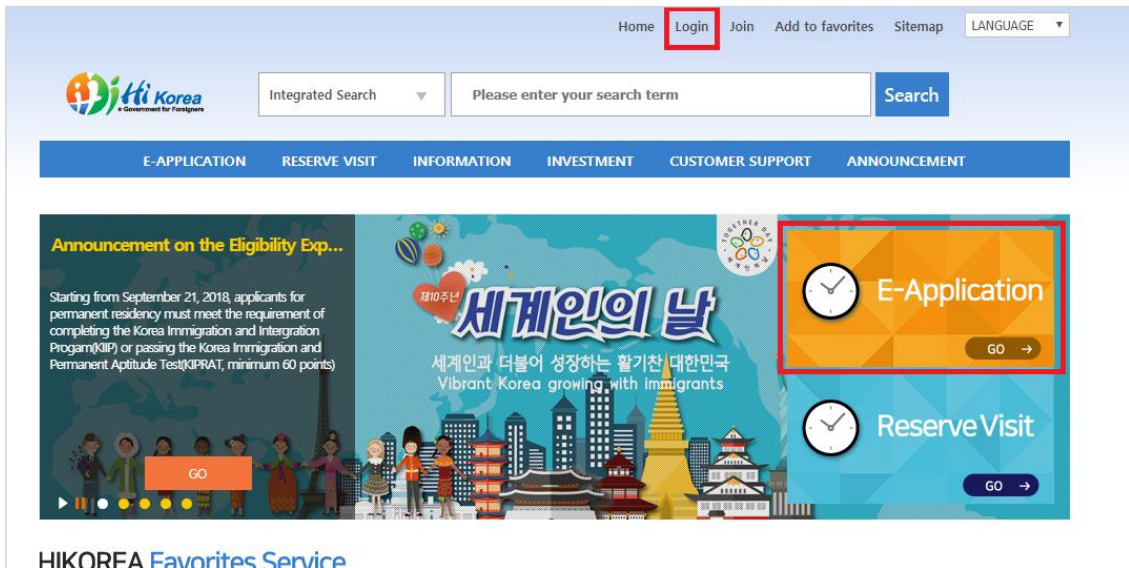 Home Login Join Add to favorites Sitemap LANGUAGE
Hi Korea
e-Government for Foreigners
Integrated Search
Please enter your search term
Search
E-APPLICATION RESERVE VISIT INFORMATION INVESTMENT CUSTOMER SUPPORT ANNOUNCEMENT
Announcement on the Eligibility Exp...
Starting from September 21, 2018, applicants for
permanent residency must meet the requirement of
completing the Korea Immigration and Intergration
Progam(KIIP) or passing the Korea Immigration and
Permanent Aptitude Test(KIPRAT, minimum 60 points)
GO
TOGETHER DAY
제10주년
세계인의 날
세계인과 더불어 성장하는 활기찬 대한민국
Vibrant Korea growing with immigrants
E-Application
GO →
Reserve Visit
GO →
HIKOREA Favorites Service